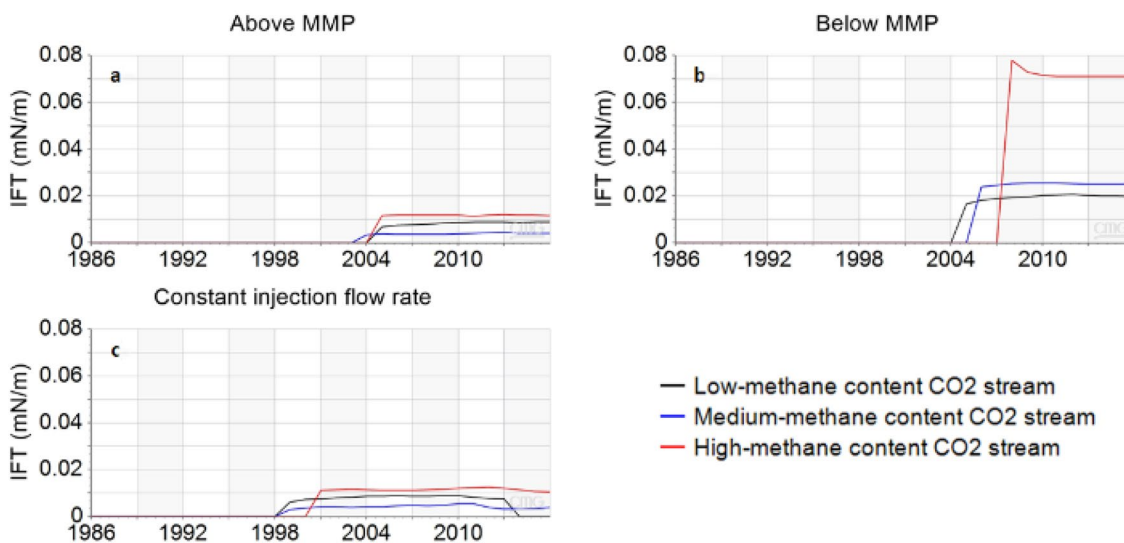 Above MMP
Below MMP
0.08
a
0.06
0.04
0.02
0
IFT (mN/m)
1986 1992 1998 2004 2010
CMG
0.08
b
0.06
0.04
0.02
0
IFT (mN/m)
1986 1992 1998 2004 2010
CMG
Constant injection flow rate
0.08
c
0.06
0.04
0.02
0
IFT (mN/m)
1986 1992 1998 2004 2010
CMG
Low-methane content CO2 stream
Medium-methane content CO2 stream
High-methane content CO2 stream